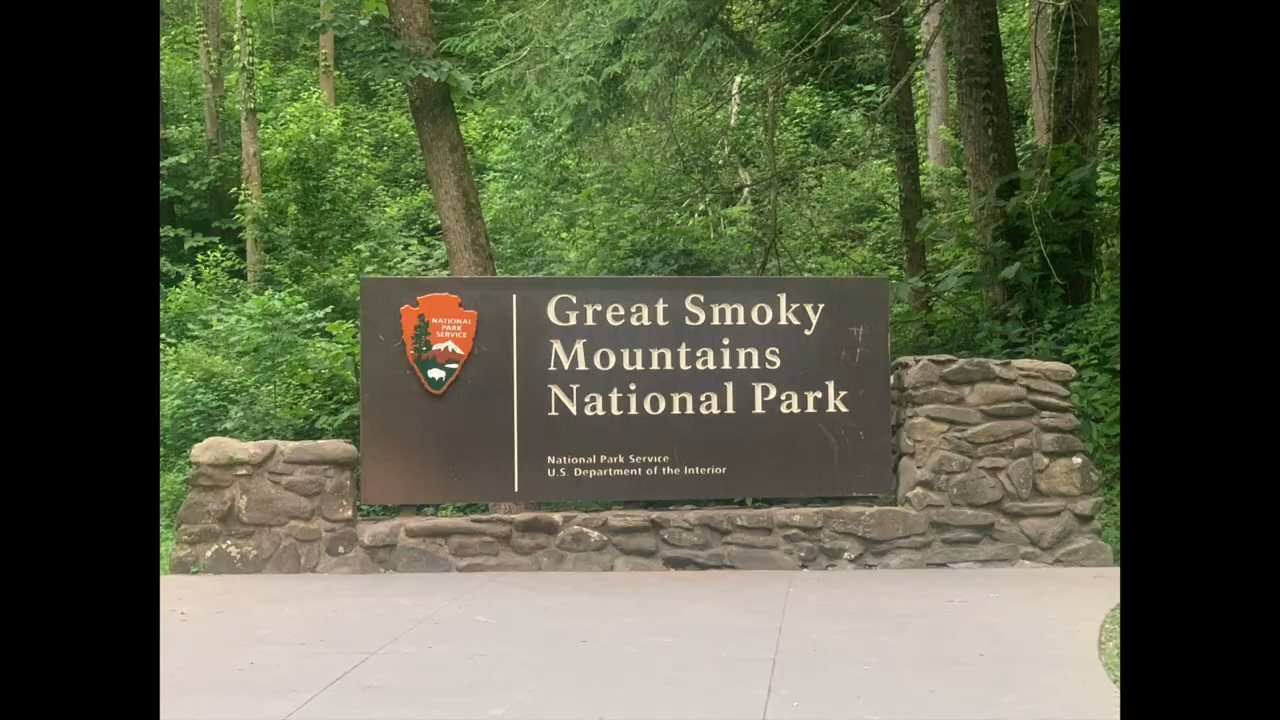 NATIONAL
PARK
SERVICE
Great Smoky
Mountains
National Park
National Park Service
U.S. Department of the Interior